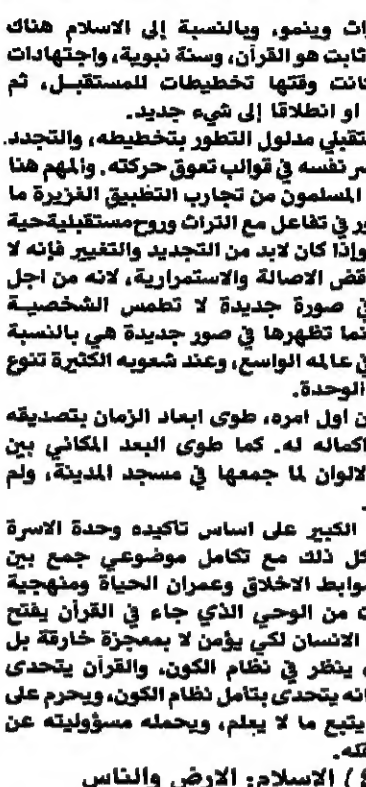 اث وينمو، وبالنسبة إلى الاسلام هناك
ثابت هو القرآن، وسنة نبوية، واجتهادات
كانت وقتها تخطيطات للمستقبل، ثم
او انطلاقا إلى شيء جديد.
تقبلي مدلول التطور بتخطيطه، والتجدد.
سر نفسه في قوالب تعوق حركته. والمهم هنا
المسلمون من تجارب التطبيق الغزيرة ما
ور في تفاعل مع التراث وروح مستقبلية حية
وإذا كان لابد من التجديد والتغيير فإنه لا
قض الاصالة والاستمرارية، لانه من اجل
في صورة جديدة لا تطمس الشخصية
نما تظهرها في صور جديدة هي بالنسبة
في عالمه الواسع، وعند شعوبه الكثيرة تنوع
الوحدة.
ن اول امره، طوى ابعاد الزمان بتصديقه
اكماله له. كما طوى البعد المكاني بين
الالوان لما جمعها في مسجد المدينة، ولم
الكبير على اساس تاكيده وحدة الاسرة
كل ذلك مع تكامل موضوعي جمع بين
سوابط الاخلاق وعمران الحياة ومنهجية
ت من الوحي الذي جاء في القرآن يفتح
الانسان لكي يؤمن لا بمعجزة خارقة بل
ينظر في نظام الكون، والقرآن يتحدى
انه يتحدى بتأمل نظام الكون، ويحرم على
يتبع ما لا يعلم، ويحمله مسؤوليته عن
قله.
) الاسلام: الارض والناس